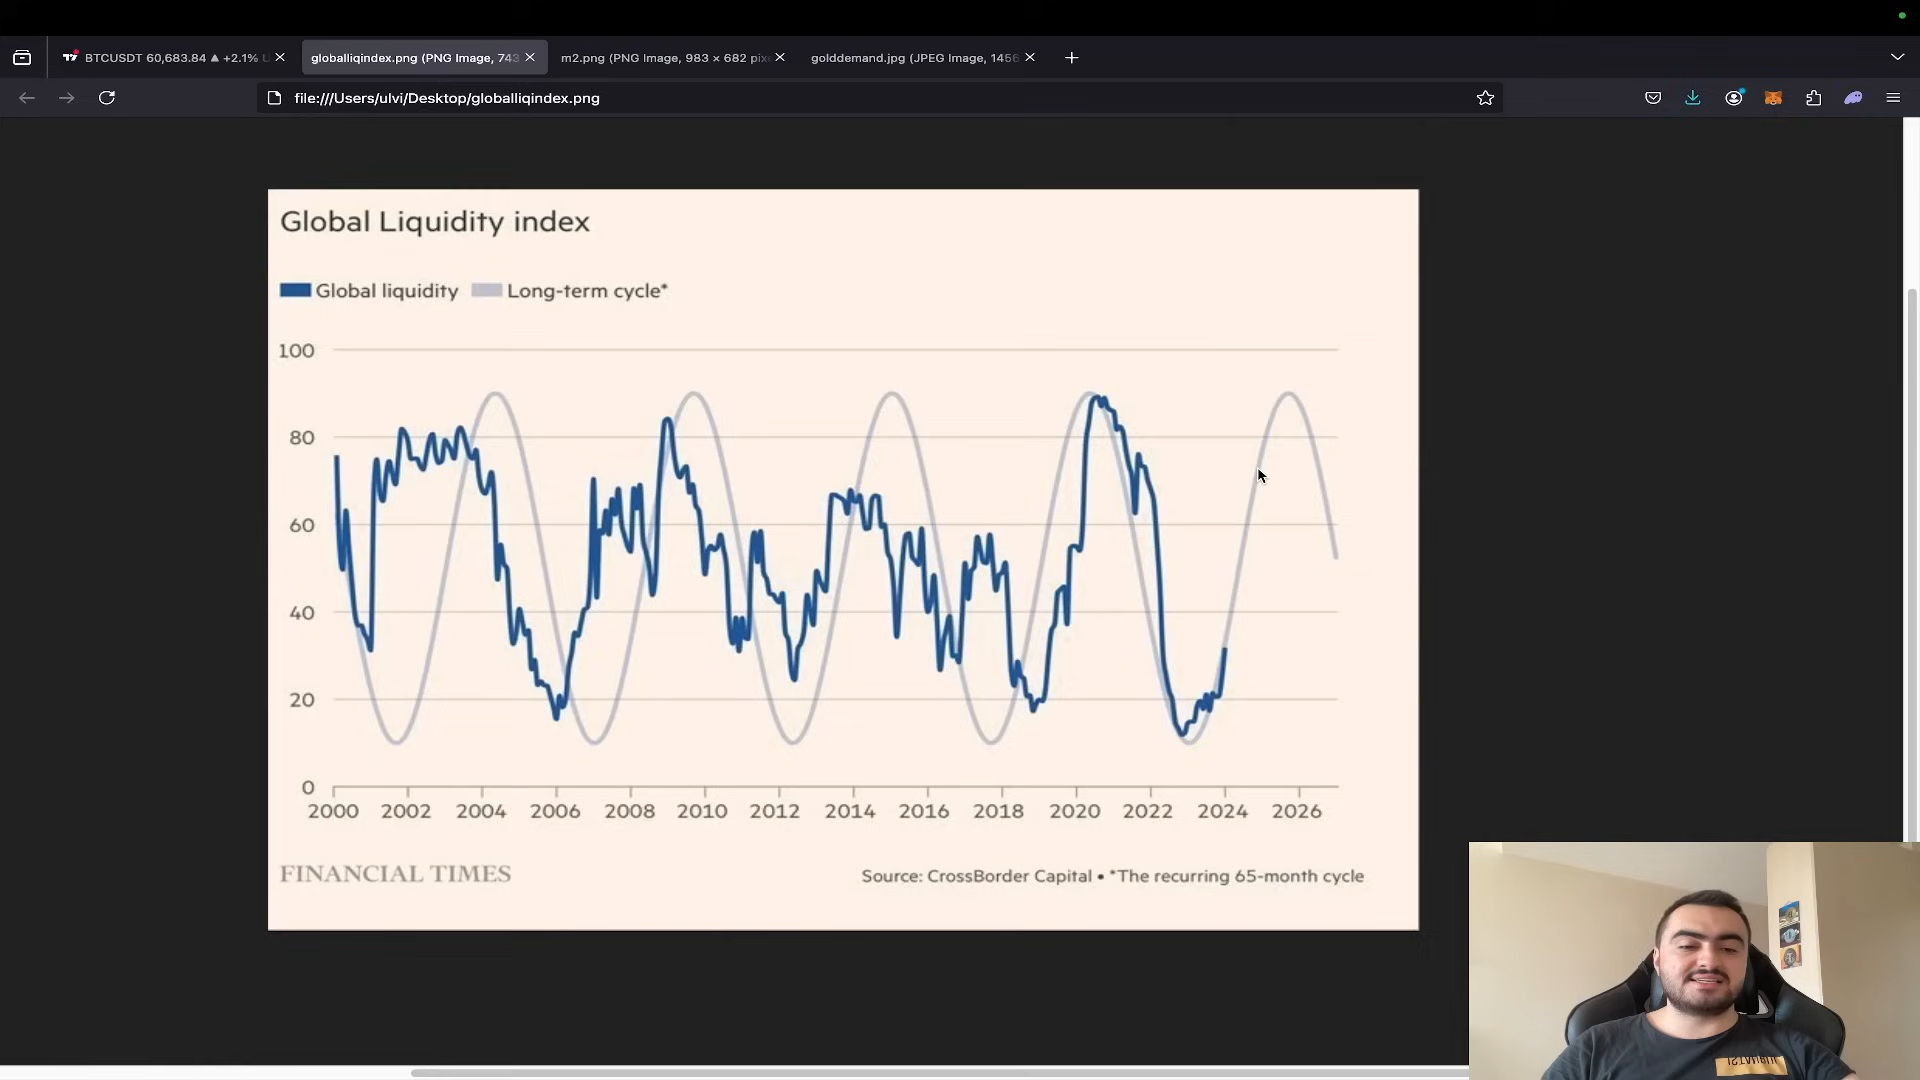 BTCUSDT 60,683.84 ▲ +2.1%
globalliqindex.png (PNG Image, 743
m2.png (PNG Image, 983 × 682 pix
golddemand.jpg (JPEG Image, 1456
file:///Users/ulvi/Desktop/globalliqindex.png
Global Liquidity index
Global liquidity
Long-term cycle*
100
80
60
40
20
0
2000 2002 2004 2006 2008 2010 2012 2014 2016 2018 2020 2022 2024 2026
FINANCIAL TIMES
Source: CrossBorder Capital • *The recurring 65-month cycle